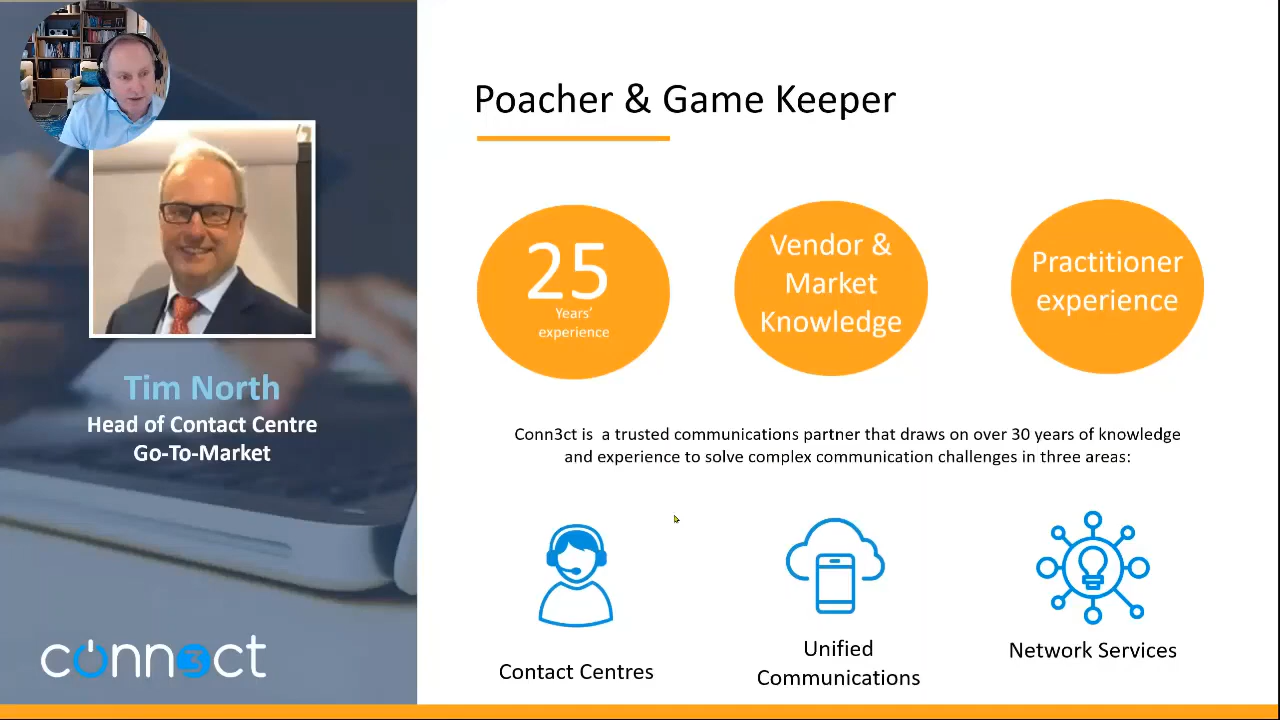 Poacher & Game Keeper
25
Years'
experience
Vendor &
Market
Knowledge
Practitioner
experience
Tim North
Head of Contact Centre
Go-To-Market
Conn3ct is a trusted communications partner that draws on over 30 years of knowledge
and experience to solve complex communication challenges in three areas:
Contact Centres
Unified
Communications
Network Services
conn3ct